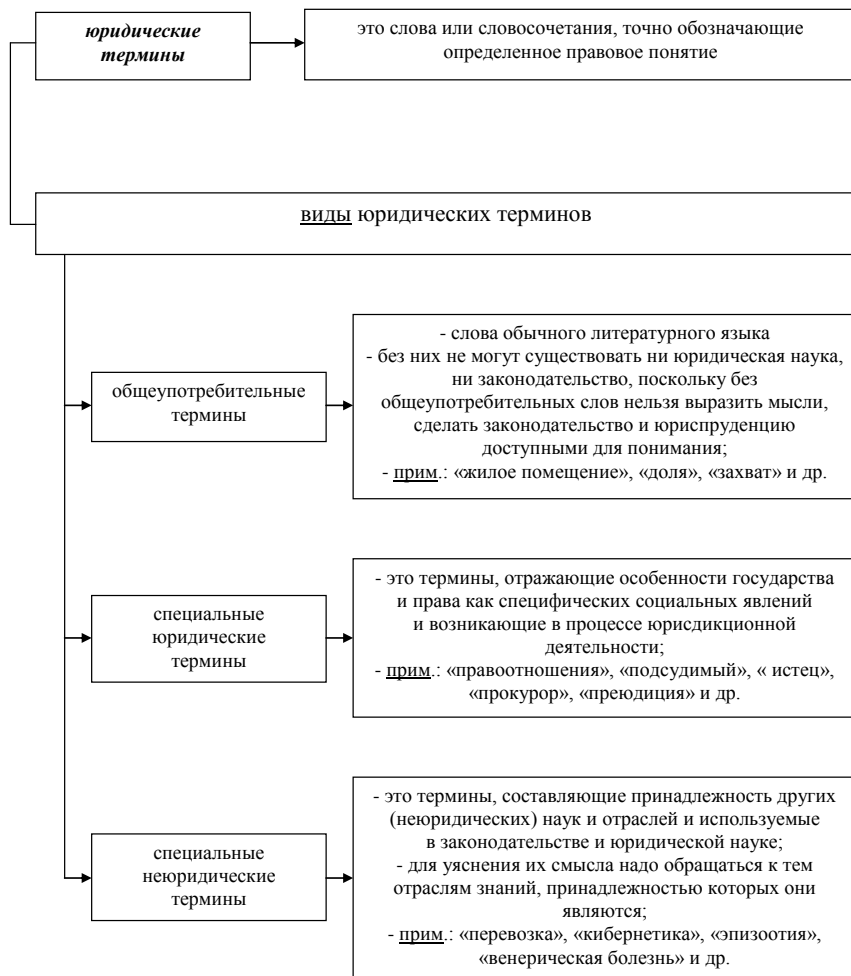 юридические
термины
это слова или словосочетания, точно обозначающие
определенное правовое понятие
виды юридических терминов
общеупотребительные
термины
- слова обычного литературного языка
- без них не могут существовать ни юридическая наука,
ни законодательство, поскольку без
общеупотребительных слов нельзя выразить мысли,
сделать законодательство и юриспруденцию
доступными для понимания;
- прим.: «жилое помещение», «доля», «захват» и др.
специальные
юридические
термины
- это термины, отражающие особенности государства
и права как специфических социальных явлений
и возникающие в процессе юрисдикционной
деятельности;
- прим.: «правоотношения», «подсудимый», « истец»,
«прокурор», «преюдиция» и др.
специальные
неюридические
термины
- это термины, составляющие принадлежность других
(неюридических) наук и отраслей и используемые
в законодательстве и юридической науке;
- для уяснения их смысла надо обращаться к тем
отраслям знаний, принадлежностью которых они
являются;
- прим.: «перевозка», «кибернетика», «эпизоотия»,
«венерическая болезнь» и др.